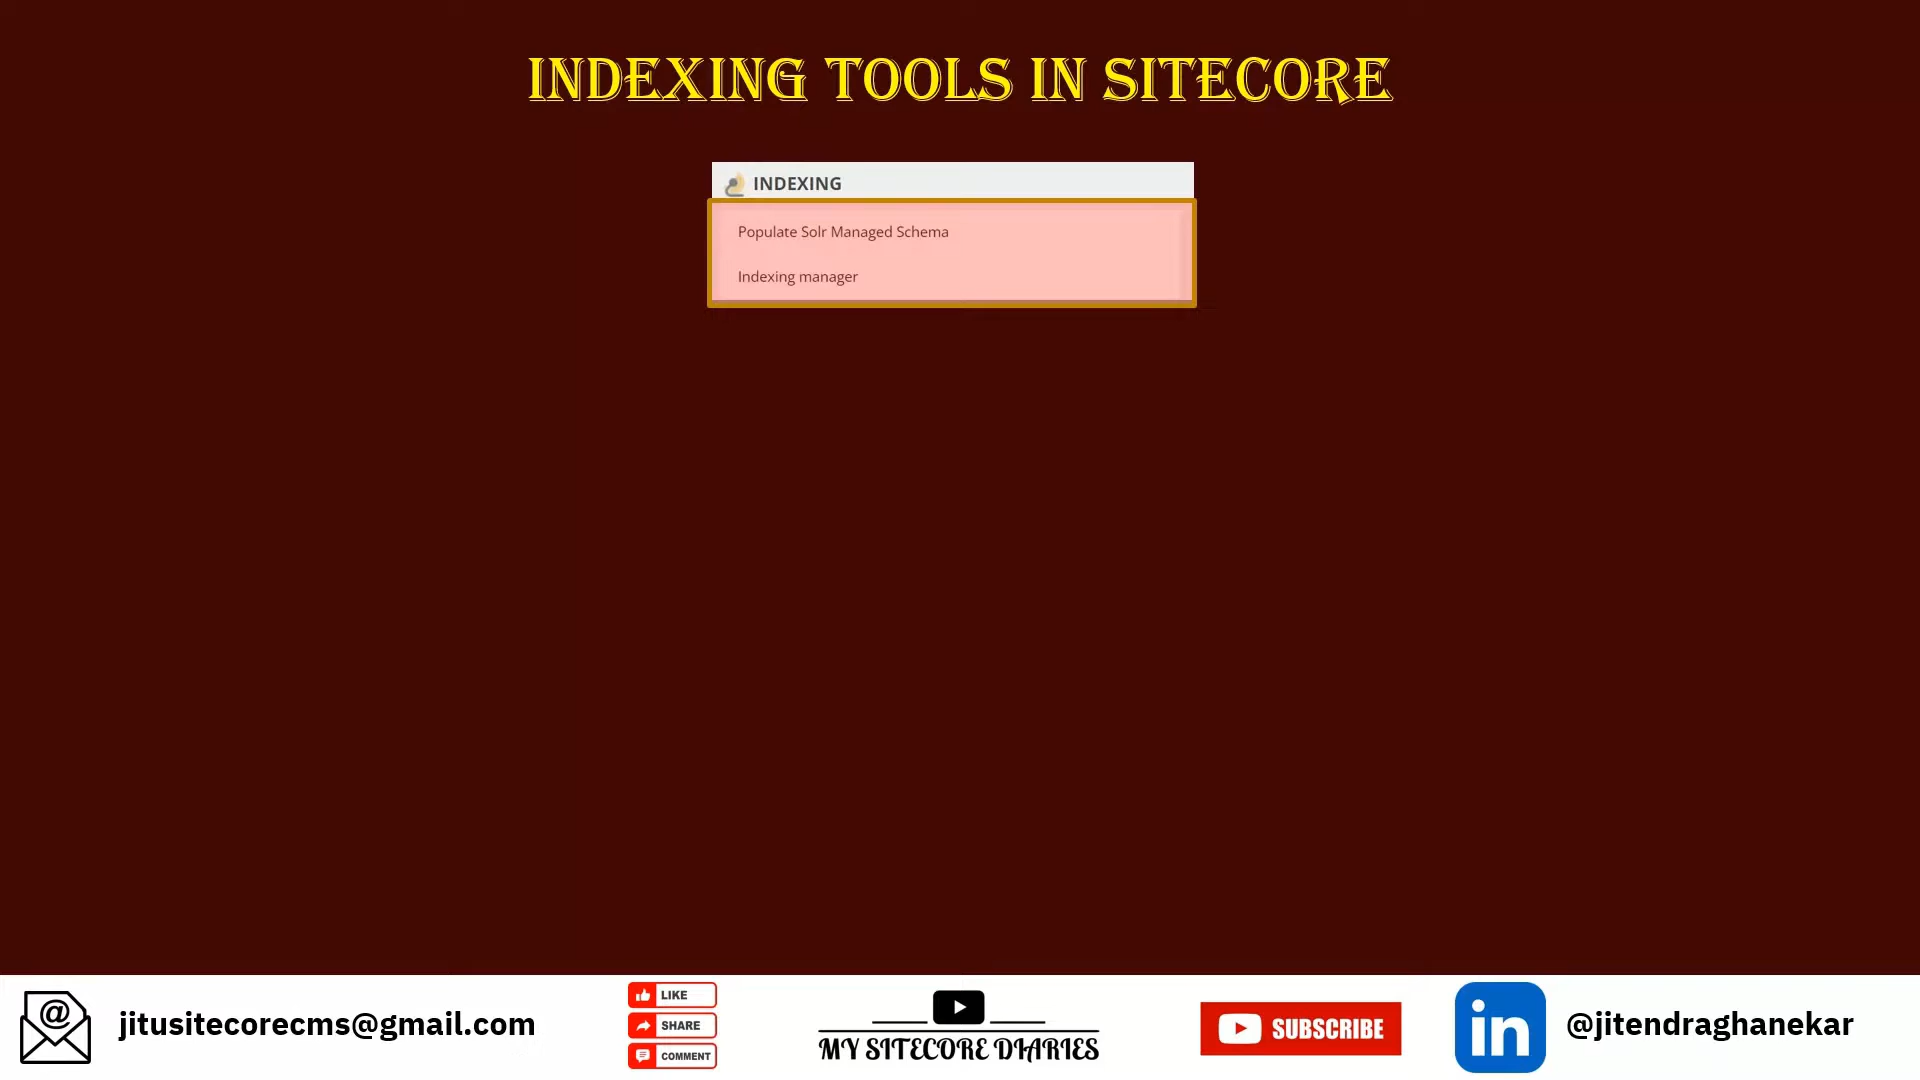 INDEXING TOOLS IN SITECORE
INDEXING
Populate Solr Managed Schema
Indexing manager
@
jitusitecorecms@gmail.com
LIKE
SHARE
COMMENT
MY SITECORE DIARIES
SUBSCRIBE
in
@jitendraghanekar